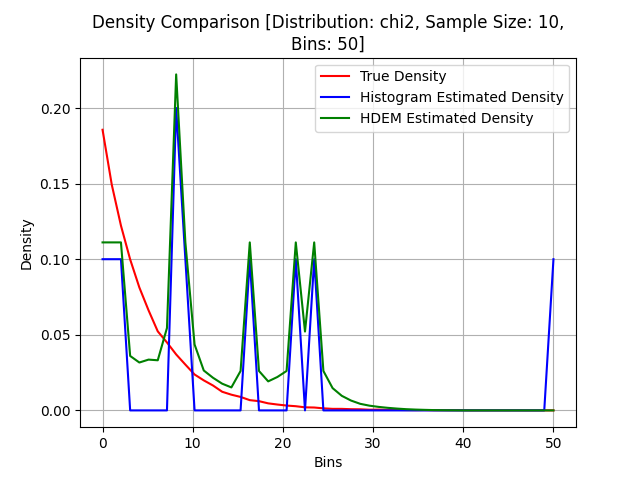 Density Comparison [Distribution: chi2, Sample Size: 10,
Bins: 50]
True Density
Histogram Estimated Density
HDEM Estimated Density
Density
0.20
0.15
0.10
0.05
0.00
0 10 20 30 40 50
Bins